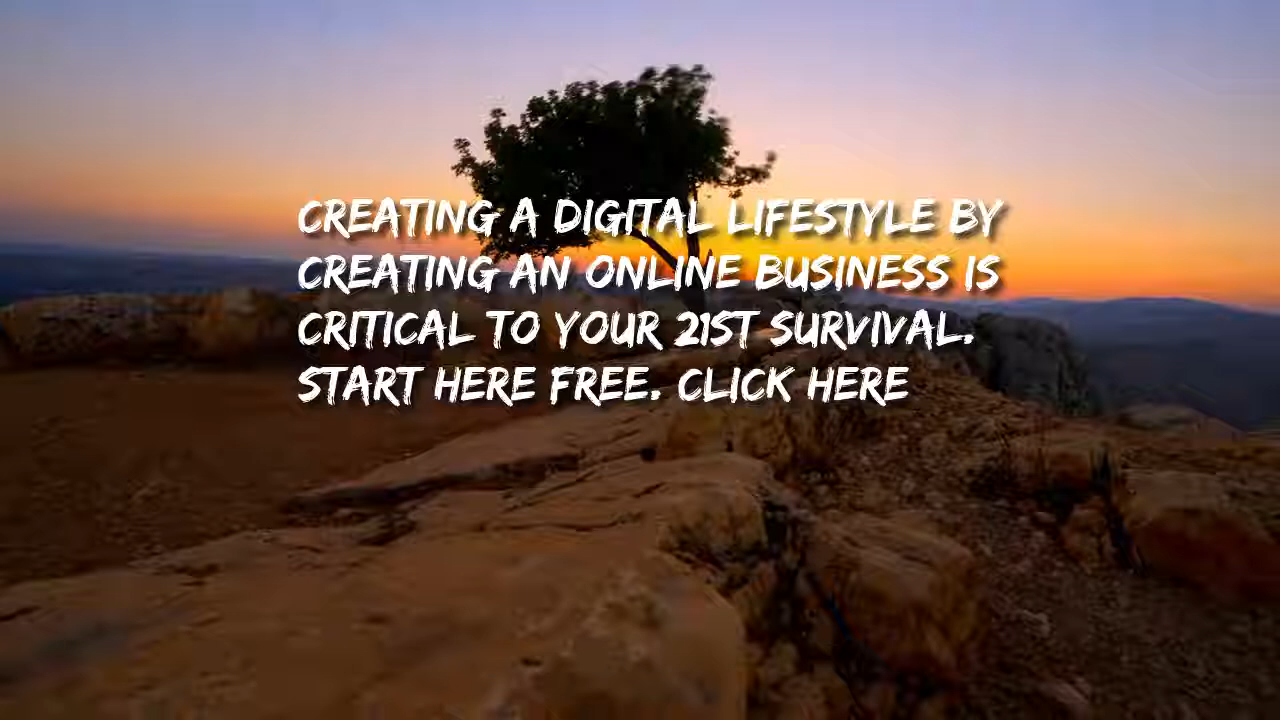 CREATING A DIGITAL LIFESTYLE BY
CREATING AN ONLINE BUSINESS IS
CRITICAL TO YOUR 21ST SURVIVAL.
START HERE FREE. CLICK HERE